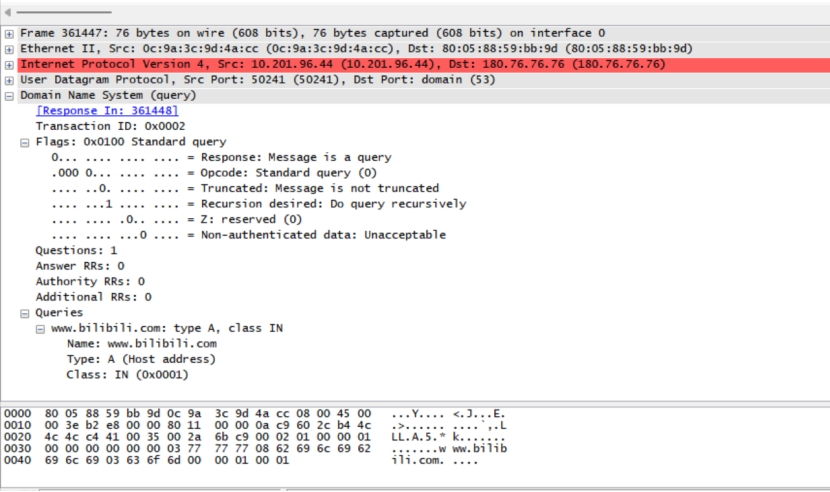 Frame 361447: 76 bytes on wire (608 bits), 76 bytes captured (608 bits) on interface 0
Ethernet II, Src: 0c:9a:3c:9d:4a:cc (0c:9a:3c:9d:4a:cc), Dst: 80:05:88:59:bb:9d (80:05:88:59:bb:9d)
Internet Protocol Version 4, Src: 10.201.96.44 (10.201.96.44), Dst: 180.76.76.76 (180.76.76.76)
User Datagram Protocol, Src Port: 50241 (50241), Dst Port: domain (53)
Domain Name System (query)
[Response In: 361448]
Transaction ID: 0x0002
Flags: 0x0100 Standard query
0... .... .... .... = Response: Message is a query
.000 0... .... .... = Opcode: Standard query (0)
.... ..0. .... .... = Truncated: Message is not truncated
.... ...1 .... .... = Recursion desired: Do query recursively
.... .... .0.. .... = Z: reserved (0)
.... .... ...0 .... = Non-authenticated data: Unacceptable
Questions: 1
Answer RRs: 0
Authority RRs: 0
Additional RRs: 0
Queries
www.bilibili.com: type A, class IN
Name: www.bilibili.com
Type: A (Host address)
Class: IN (0x0001)
0000 80 05 88 59 bb 9d 0c 9a 3c 9d 4a cc 08 00 45 00 ...Y.... <.J...E.
0010 00 3e b2 e8 00 00 80 11 00 00 0a c9 60 2c b4 4c .>...... ....`,.L
0020 4c 4c c4 41 00 35 00 2a 6b c9 00 02 01 00 00 01 LL.A.5.* k.......
0030 00 00 00 00 00 00 03 77 77 77 08 62 69 6c 69 62 .......w ww.bilib
0040 69 6c 69 03 63 6f 6d 00 00 01 00 01 ili.com. ....